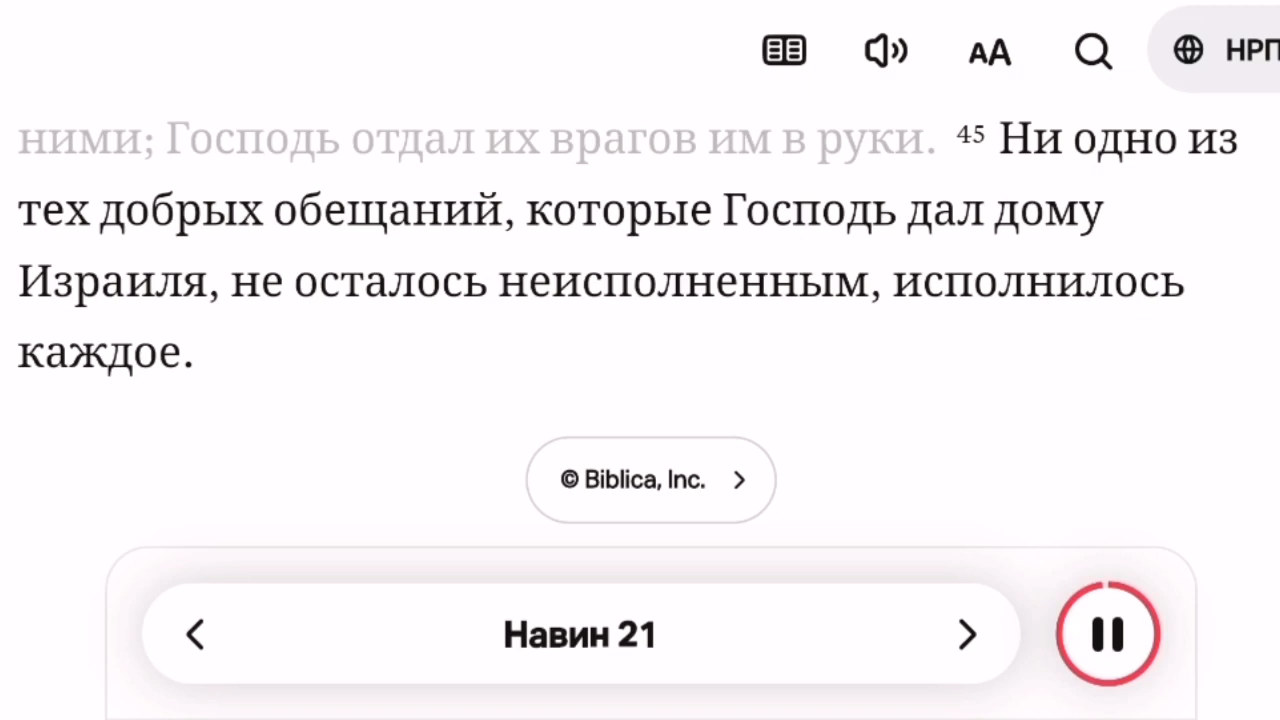 AA
НРП
ними; Господь отдал их врагов им в руки. 45 Ни одно из
тех добрых обещаний, которые Господь дал дому
Израиля, не осталось неисполненным, исполнилось
каждое.
© Biblica, Inc.
Навин 21